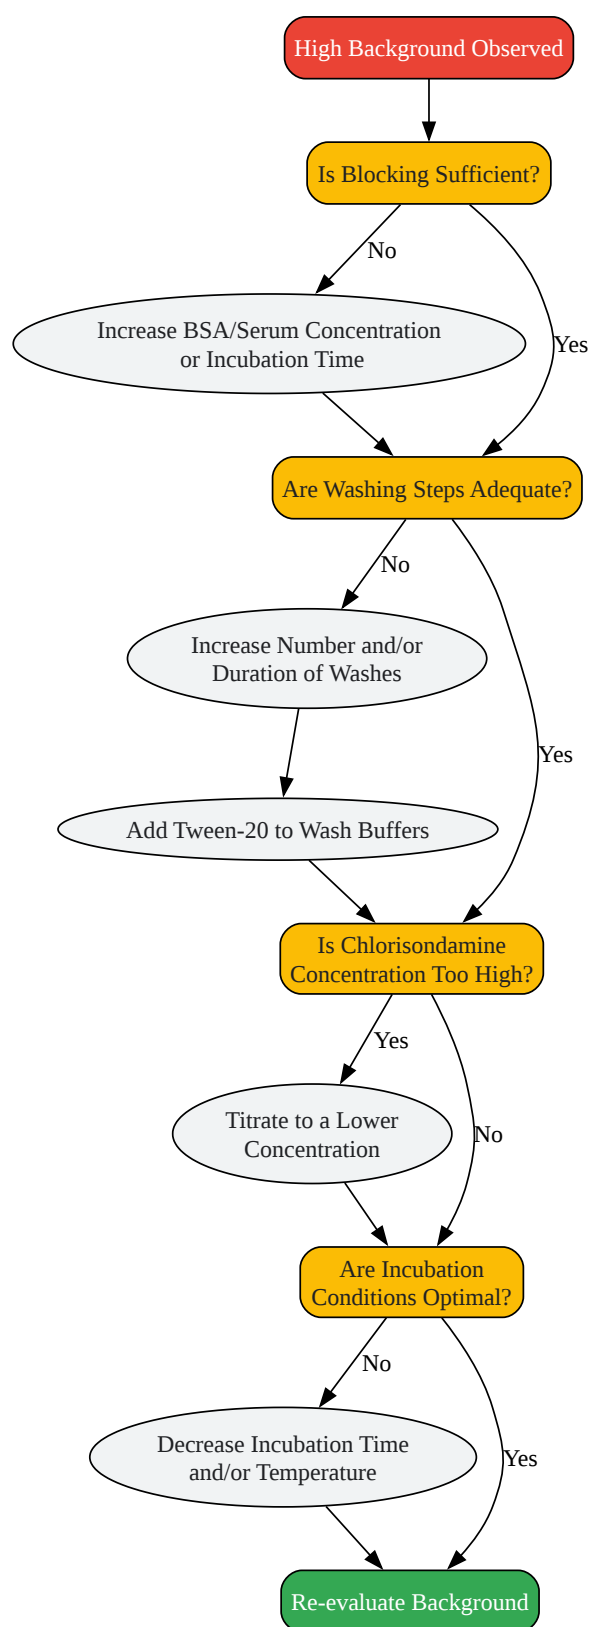 High Background Observed
Is Blocking Sufficient?
No
Increase BSA/Serum Concentration
or Incubation Time
Yes
Are Washing Steps Adequate?
No
Increase Number and/or
Duration of Washes
Yes
Add Tween-20 to Wash Buffers
Is Chlorisondamine
Concentration Too High?
Yes
Titrate to a Lower
Concentration
No
Are Incubation
Conditions Optimal?
No
Decrease Incubation Time
and/or Temperature
Yes
Re-evaluate Background